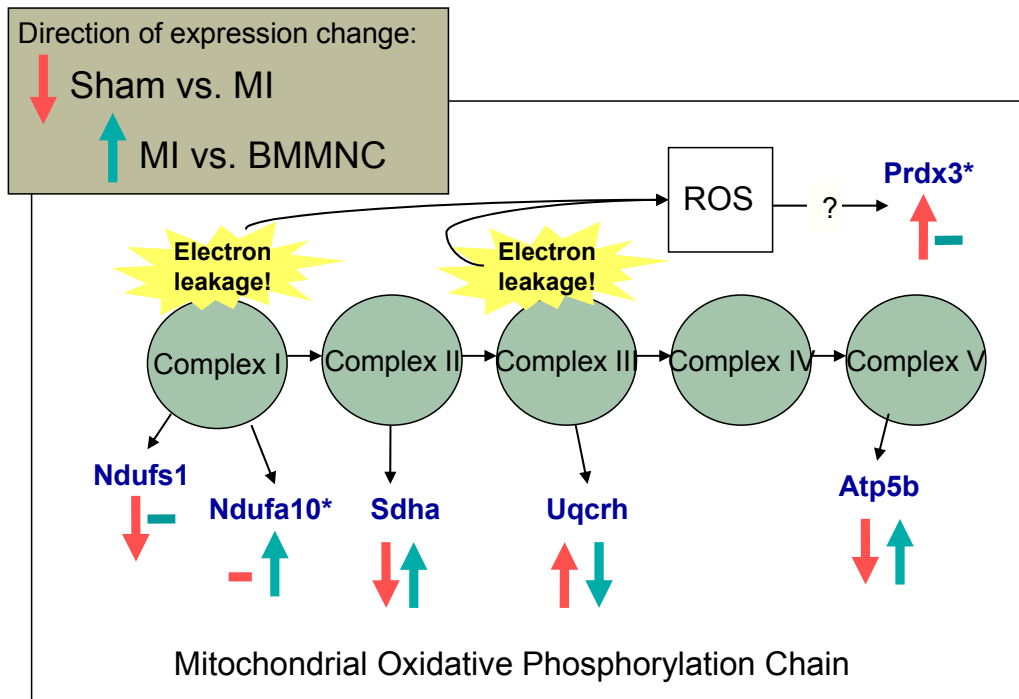 Direction of expression change:
Sham vs. MI
MI vs. BMMNC
ROS
?
Prdx3*
Electron
leakage!
Electron
leakage!
Complex I
Complex II
Complex III
Complex IV
Complex V
Ndufs1
Ndufa10*
Sdha
Uqcrh
Atp5b
Mitochondrial Oxidative Phosphorylation Chain